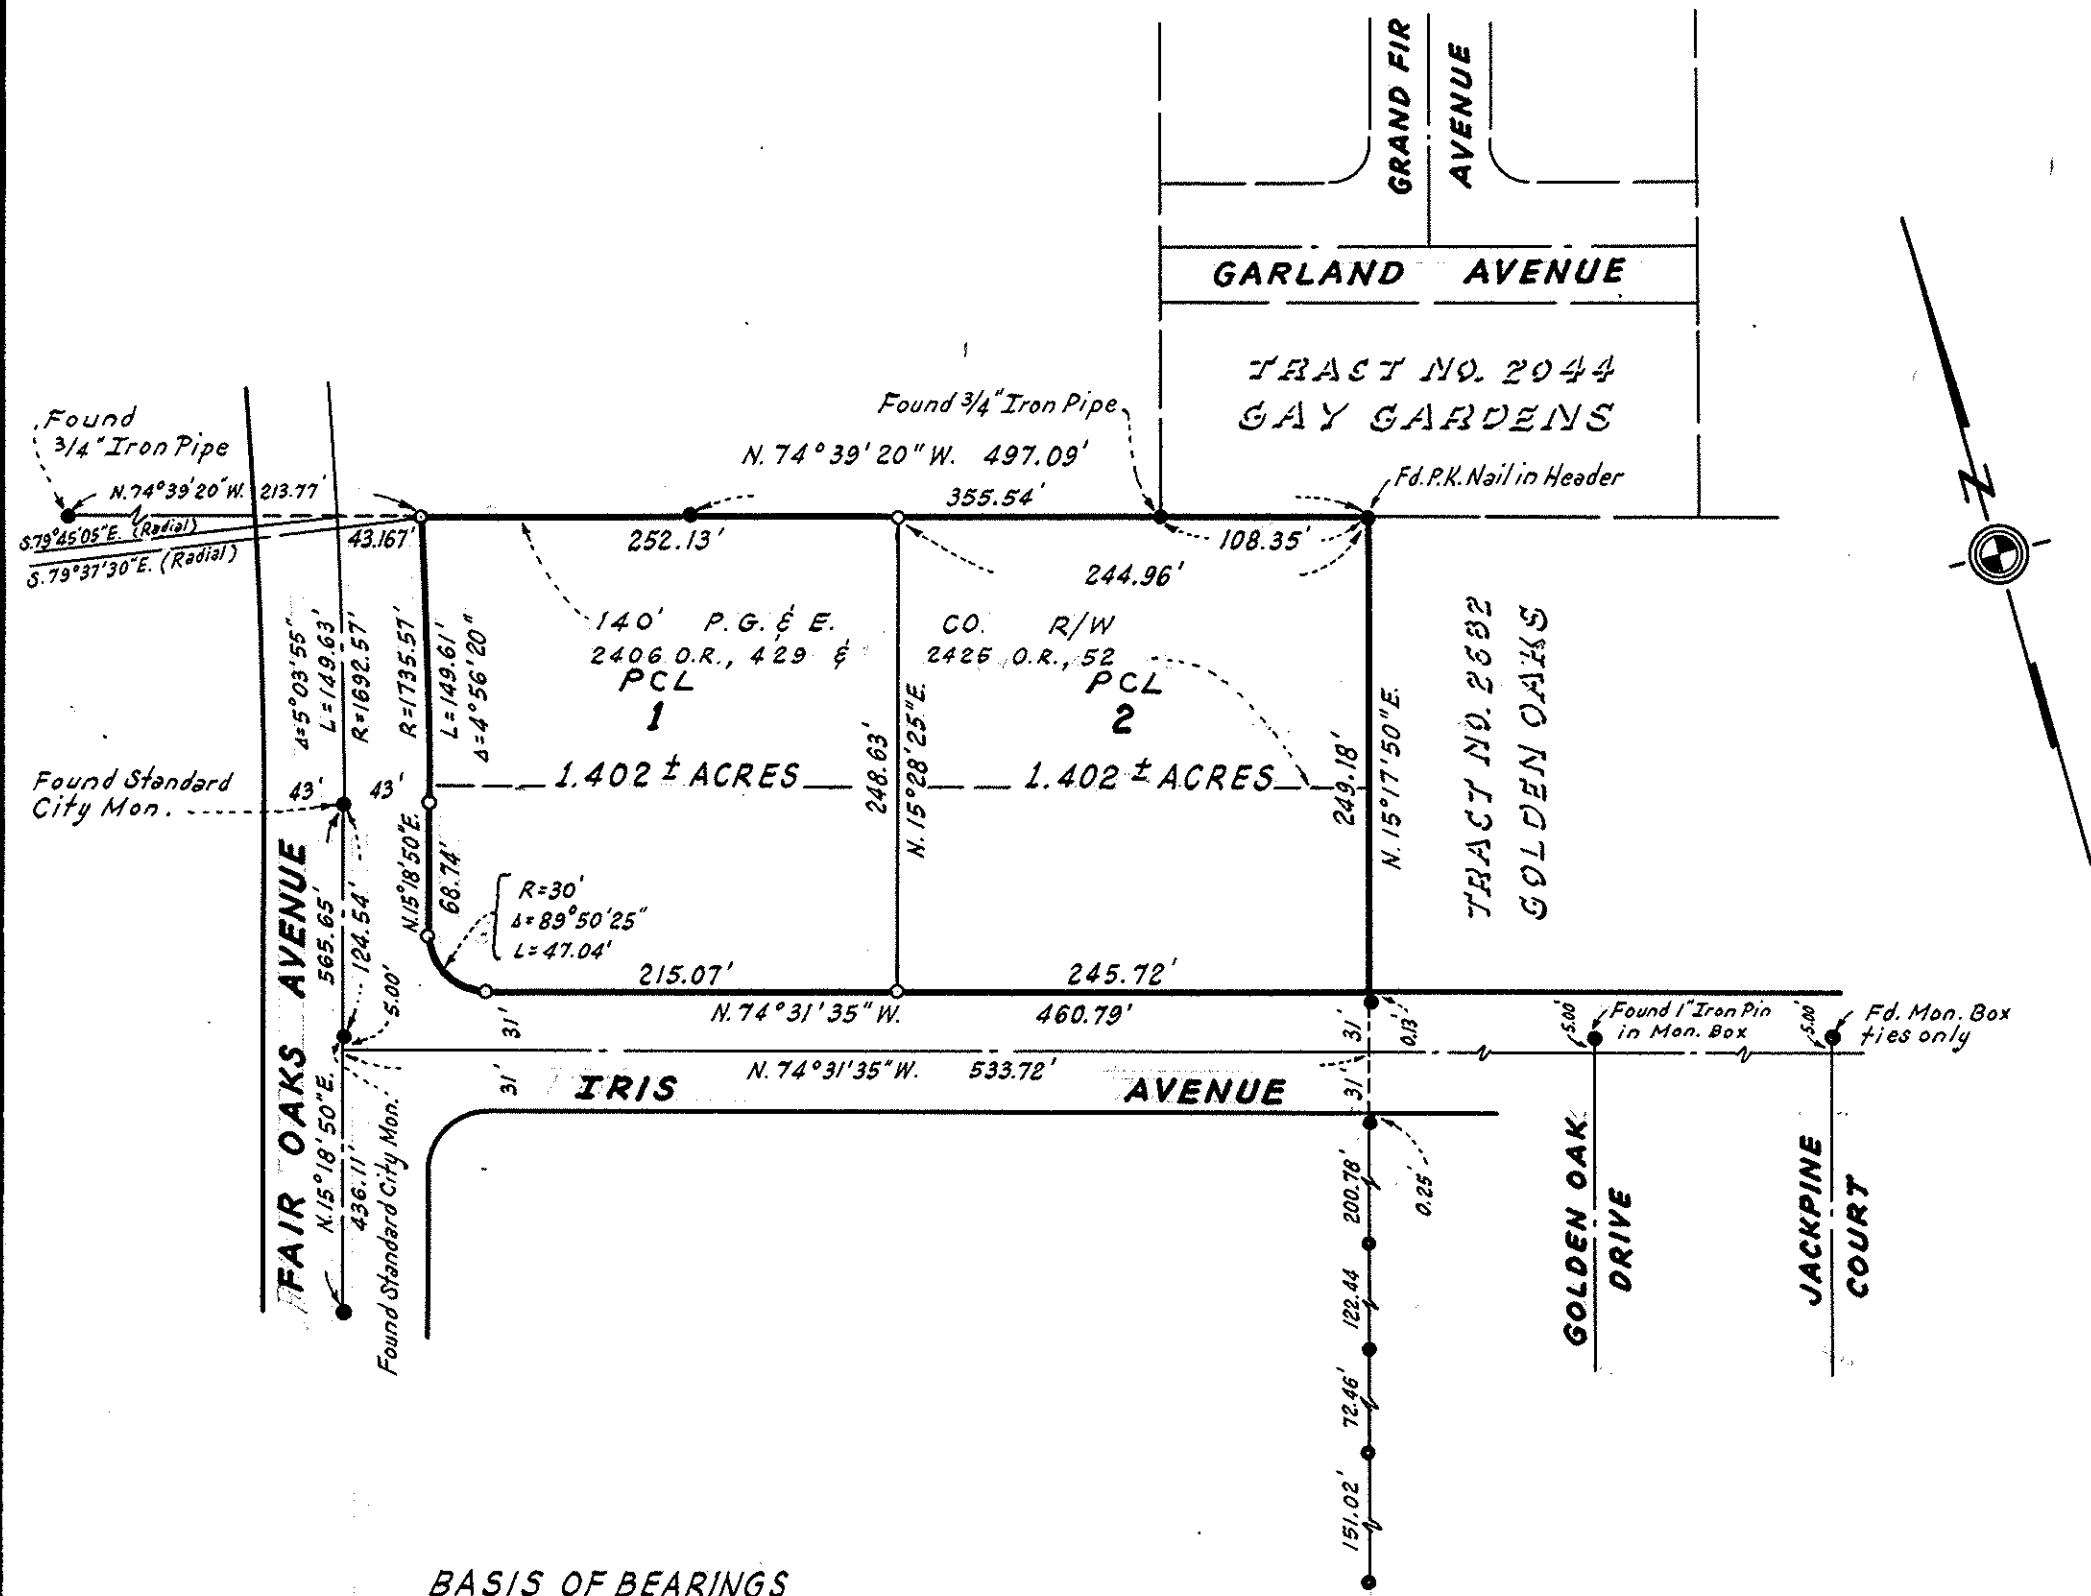 GRAND FIR
AVENUE
GARLAND AVENUE
TRACT NO. 2044
GAY GARDENS
Found
3/4" Iron Pipe
Found 3/4" Iron Pipe
N. 74°39'20" W. 497.09'
Fd. P.K. Nail in Header
N. 74°39'20" W. 213.77'
355.54'
S. 79°45'05" E. (Radial)
S. 79°37'30" E. (Radial)
43.167'
252.13'
108.35'
244.96'
140' P. G. & E. CO. R/W
2406 O.R., 429 & 2425 O.R., 52
PCL
1
PCL
2
1.402 ± ACRES
1.402 ± ACRES
Δ=5°03'55"
L=149.63'
R=1692.57'
R=1735.57'
L=149.61'
Δ=4°56'20"
248.63'
N. 15°28'25" E.
249.18'
N. 15°17'50" E.
TRACT NO. 2682
GOLDEN OAKS
N
Found Standard
City Mon.
43'
43'
N. 15°18'50" E.
68.74'
R=30'
Δ=89°50'25"
L=47.04'
FAIR OAKS AVENUE
565.65'
124.54'
5.00'
215.07'
245.72'
N. 74°31'35" W. 460.79'
31'
31'
31'
31'
0.13'
5.00'
Found 1" Iron Pin
in Mon. Box
5.00'
Fd. Mon. Box
ties only
N. 74°31'35" W. 533.72'
IRIS AVENUE
N. 15°18'50" E.
436.11'
Found Standard City Mon.
0.25'
200.78'
122.44
72.46'
151.02'
GOLDEN OAK
DRIVE
JACKPINE
COURT
BASIS OF BEARINGS